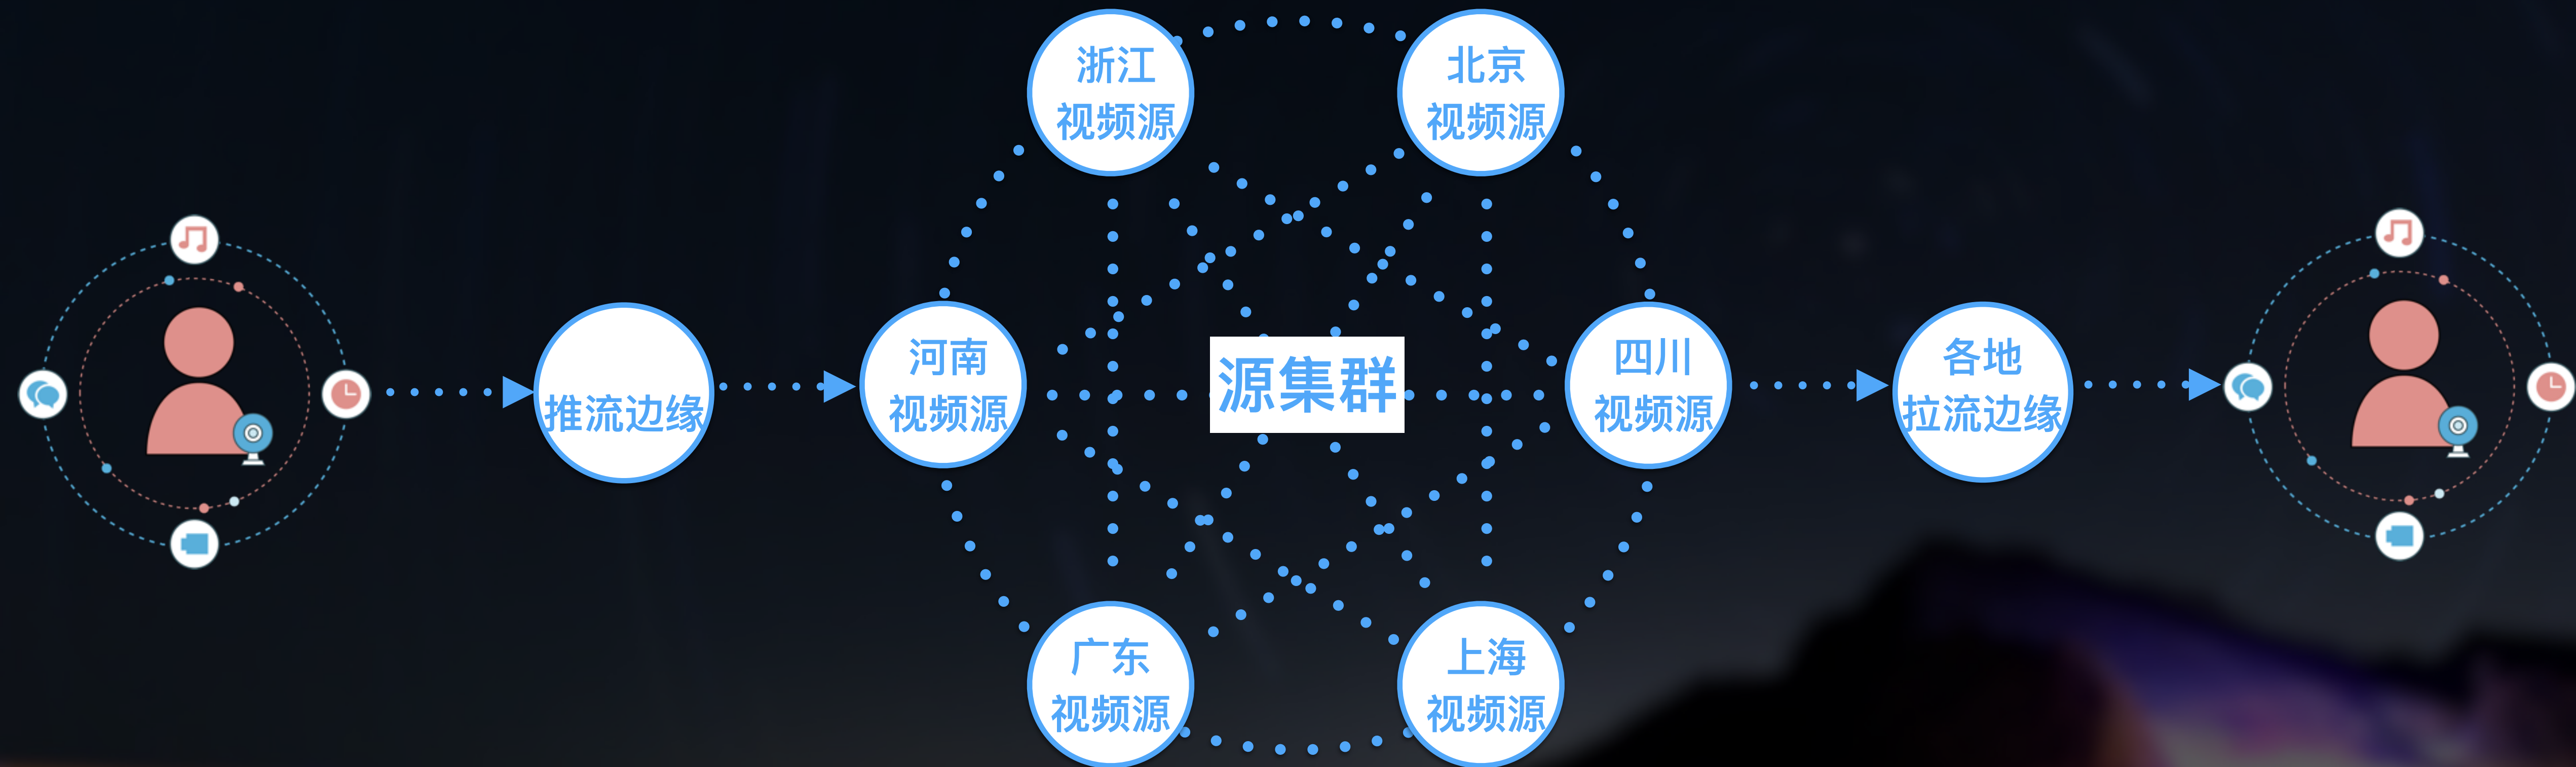 浙江
视频源
北京
视频源
推流边缘
河南
视频源
源集群
四川
视频源
各地
拉流边缘
广东
视频源
上海
视频源